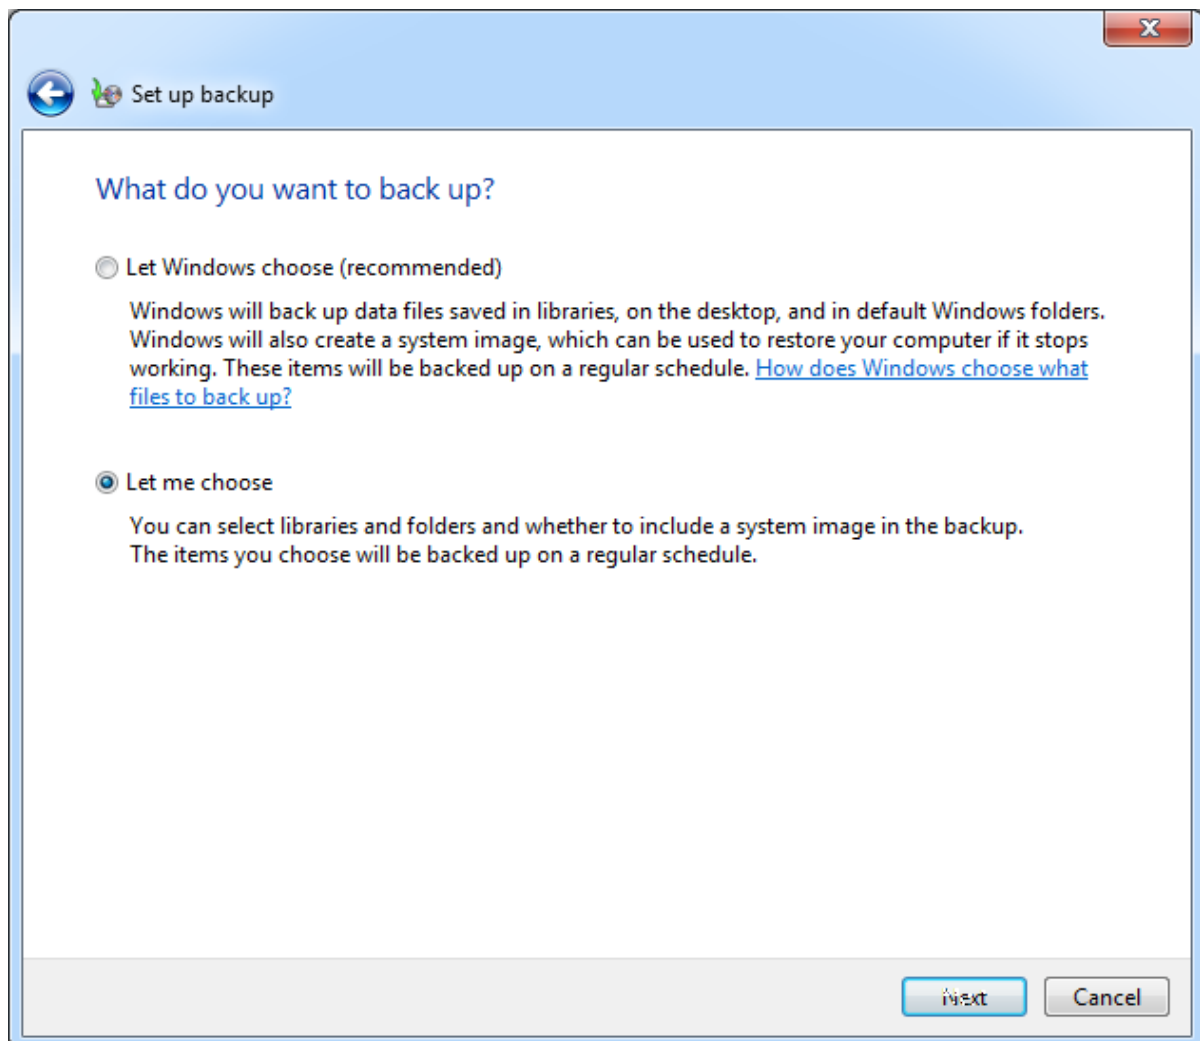 Set up backup
What do you want to back up?
Let Windows choose (recommended)
Windows will back up data files saved in libraries, on the desktop, and in default Windows folders.
Windows will also create a system image, which can be used to restore your computer if it stops
working. These items will be backed up on a regular schedule. How does Windows choose what
files to back up?
Let me choose
You can select libraries and folders and whether to include a system image in the backup.
The items you choose will be backed up on a regular schedule.
Next Cancel